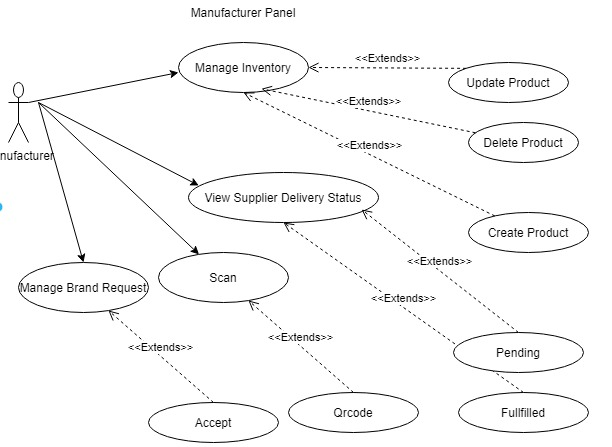 Manufacturer Panel
Manage Inventory
<<Extends>>
Update Product
<<Extends>>
Delete Product
<<Extends>>
nufacturer
View Supplier Delivery Status
Create Product
<<Extends>>
Scan
Manage Brand Request
<<Extends>>
<<Extends>>
<<Extends>>
Pending
Accept
Qrcode
Fullfilled